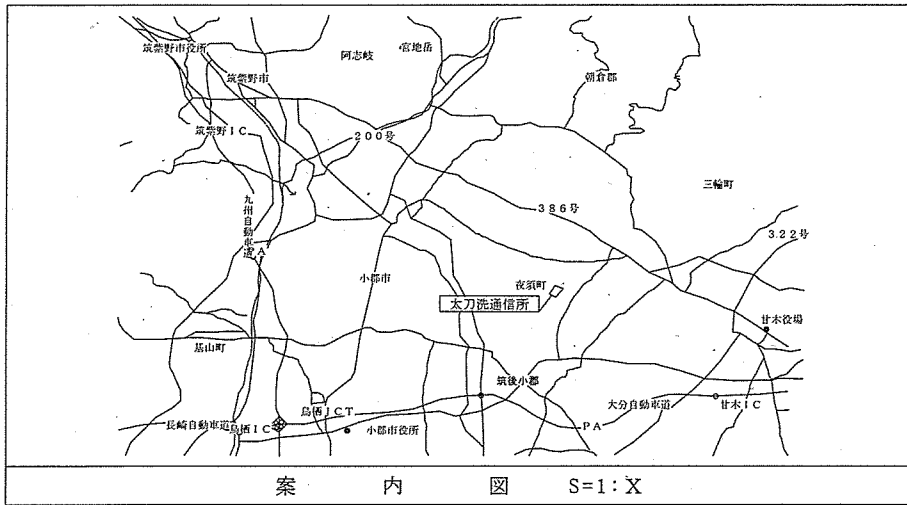 筑紫野市役所
阿志岐
宮地岳
朝倉郡
筑紫野市
筑紫野IC
200号
三輪町
九州自動車道
386号
322号
PA
小郡市
夜須町
太刀洗通信所
甘木役場
基山町
筑後小郡
鳥栖JCT
大分自動車道
甘木IC
長崎自動車道
鳥栖IC
小郡市役所
PA
案内図 S=1:X